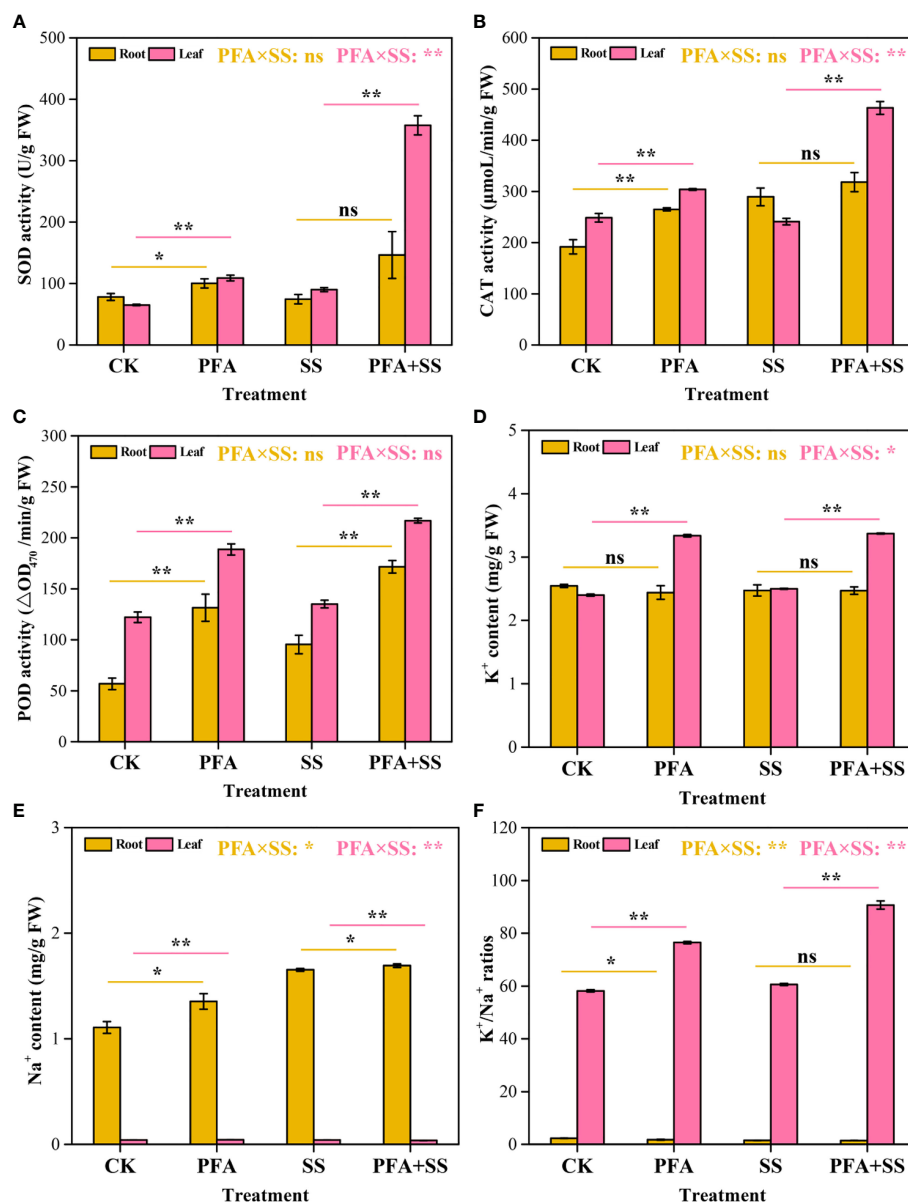 A
SOD activity (U/g FW)
500
400
300
200
100
0
Root Leaf PFA×SS: ns PFA×SS: **
**
**
ns
*
CK PFA SS PFA+SS
Treatment
B
CAT activity (μmoL/min/g FW)
600
500
400
300
200
100
0
Root Leaf PFA×SS: ns PFA×SS: **
**
**
ns
**
CK PFA SS PFA+SS
Treatment
C
POD activity (△OD470 /min/g FW)
300
250
200
150
100
50
0
Root Leaf PFA×SS: ns PFA×SS: ns
**
**
**
**
CK PFA SS PFA+SS
Treatment
D
K+ content (mg/g FW)
5
4
3
2
1
0
Root Leaf PFA×SS: ns PFA×SS: *
**
**
ns
ns
CK PFA SS PFA+SS
Treatment
E
Na+ content (mg/g FW)
3
2
1
0
Root Leaf PFA×SS: * PFA×SS: **
**
**
*
*
CK PFA SS PFA+SS
Treatment
F
K+/Na+ ratios
120
100
80
60
40
20
0
Root Leaf PFA×SS: ** PFA×SS: **
**
**
*
ns
CK PFA SS PFA+SS
Treatment